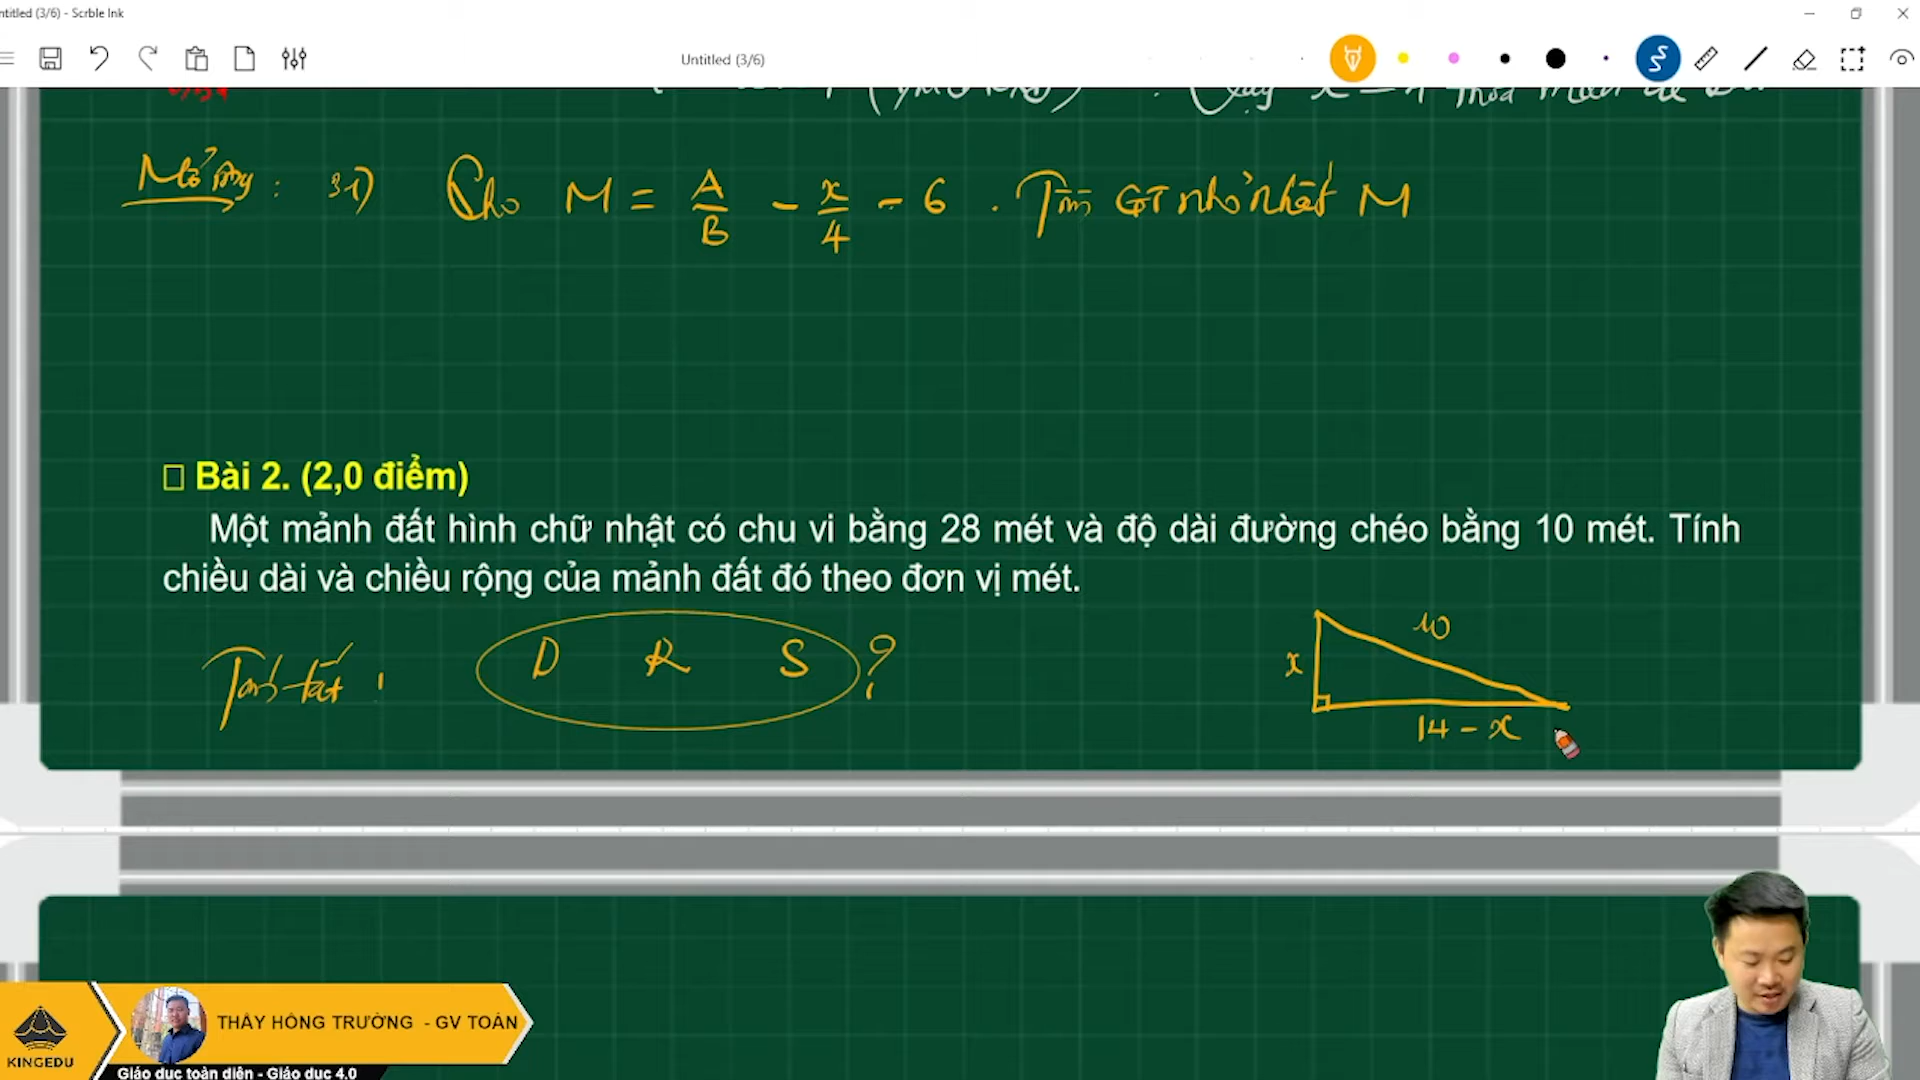 ntitled (3/6) - Scrble Ink
Untitled (3/6)
Mở rộng : 31) Cho M = A/B - x/4 - 6 . Tìm GT nhỏ nhất M
Bài 2. (2,0 điểm)
Một mảnh đất hình chữ nhật có chu vi bằng 28 mét và độ dài đường chéo bằng 10 mét. Tính
chiều dài và chiều rộng của mảnh đất đó theo đơn vị mét.
Tóm tắt :
D R S ?
10
x
14 - x
THẦY HỒNG TRƯỜNG - GV TOÁN
KINGEDU
Giáo dục toàn diện - Giáo dục 4.0